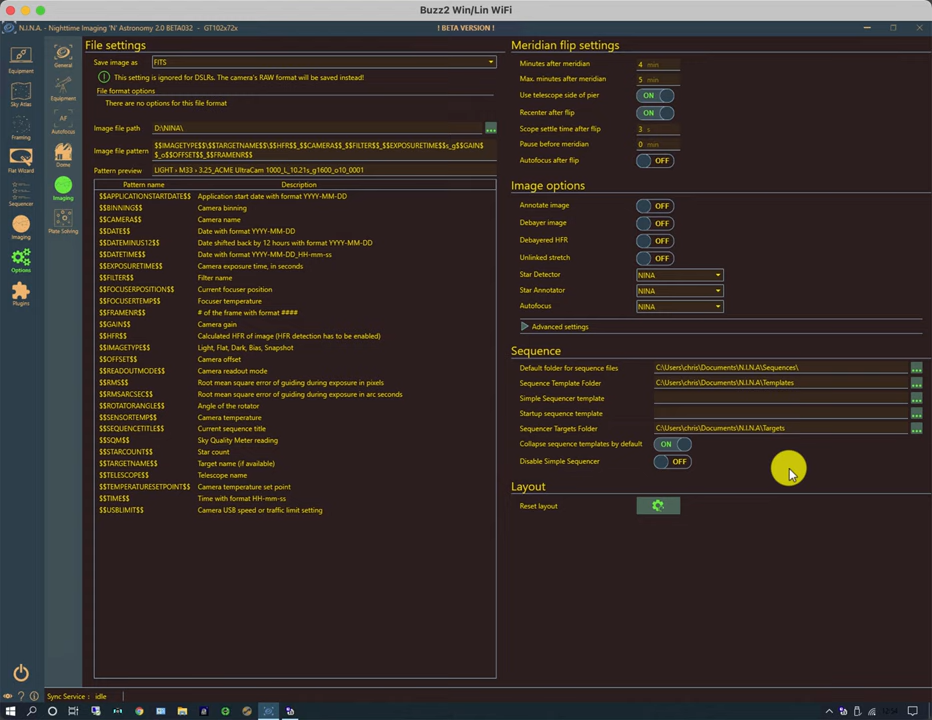 Buzz2 Win/Lin WiFi
N.I.N.A. - Nighttime Imaging 'N' Astronomy 2.0 BETA032 - GT102x72x
! BETA VERSION !
Equipment
Sky Atlas
Framing
Flat Wizard
Sequencer
Imaging
Options
Plugins
General
Equipment
AF
Autofocus
Dome
Imaging
Plate Solving
File settings
Save image as FITS
This setting is ignored for DSLRs. The camera's RAW format will be saved instead!
File format options
There are no options for this file format
Image file path D:\NINA\
Image file pattern $$IMAGETYPE$$\$$TARGETNAME$$\$$HFR$$_$$CAMERA$$_$$FILTER$$_$$EXPOSURETIME$$s_g$$GAIN$$
_o$$OFFSET$$_$$FRAMENR$$
Pattern preview LIGHT › M33 › 3.25_ACME UltraCam 1000_L_10.21s_g1600_o10_0001
Pattern name Description
$$APPLICATIONSTARTDATE$$ Application start date with format YYYY-MM-DD
$$BINNING$$ Camera binning
$$CAMERA$$ Camera name
$$DATE$$ Date with format YYYY-MM-DD
$$DATEMINUS12$$ Date shifted back by 12 hours with format YYYY-MM-DD
$$DATETIME$$ Date with format YYYY-MM-DD_HH-mm-ss
$$EXPOSURETIME$$ Camera exposure time, in seconds
$$FILTER$$ Filter name
$$FOCUSERPOSITION$$ Current focuser position
$$FOCUSERTEMP$$ Focuser temperature
$$FRAMENR$$ # of the frame with format ####
$$GAIN$$ Camera gain
$$HFR$$ Calculated HFR of image (HFR detection has to be enabled)
$$IMAGETYPE$$ Light, Flat, Dark, Bias, Snapshot
$$OFFSET$$ Camera offset
$$READOUTMODE$$ Camera readout mode
$$RMS$$ Root mean square error of guiding during exposure in pixels
$$RMSARCSEC$$ Root mean square error of guiding during exposure in arc seconds
$$ROTATORANGLE$$ Angle of the rotator
$$SENSORTEMP$$ Camera temperature
$$SEQUENCETITLE$$ Current sequence title
$$SQM$$ Sky Quality Meter reading
$$STARCOUNT$$ Star count
$$TARGETNAME$$ Target name (if available)
$$TELESCOPE$$ Telescope name
$$TEMPERATURESETPOINT$$ Camera temperature set point
$$TIME$$ Time with format HH-mm-ss
$$USBLIMIT$$ Camera USB speed or traffic limit setting
Meridian flip settings
Minutes after meridian 4 min
Max. minutes after meridian 5 min
Use telescope side of pier ON
Recenter after flip ON
Scope settle time after flip 3 s
Pause before meridian 0 min
Autofocus after flip OFF
Image options
Annotate image OFF
Debayer image OFF
Debayered HFR OFF
Unlinked stretch OFF
Star Detector NINA
Star Annotator NINA
Autofocus NINA
Advanced settings
Sequence
Default folder for sequence files C:\Users\chris\Documents\N.I.N.A\Sequences\
Sequence Template Folder C:\Users\chris\Documents\N.I.N.A\Templates
Simple Sequencer template
Startup sequence template
Sequencer Targets Folder C:\Users\chris\Documents\N.I.N.A\Targets
Collapse sequence templates by default ON
Disable Simple Sequencer OFF
Layout
Reset layout
Sync Service : idle